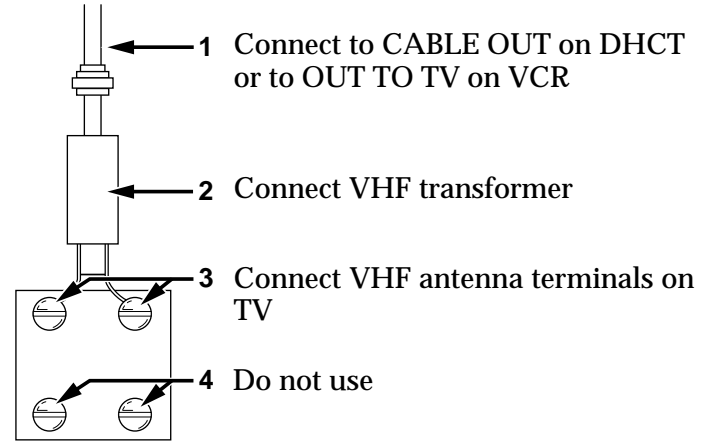 1 Connect to CABLE OUT on DHCT
or to OUT TO TV on VCR
2 Connect VHF transformer
3 Connect VHF antenna terminals on
TV
4 Do not use